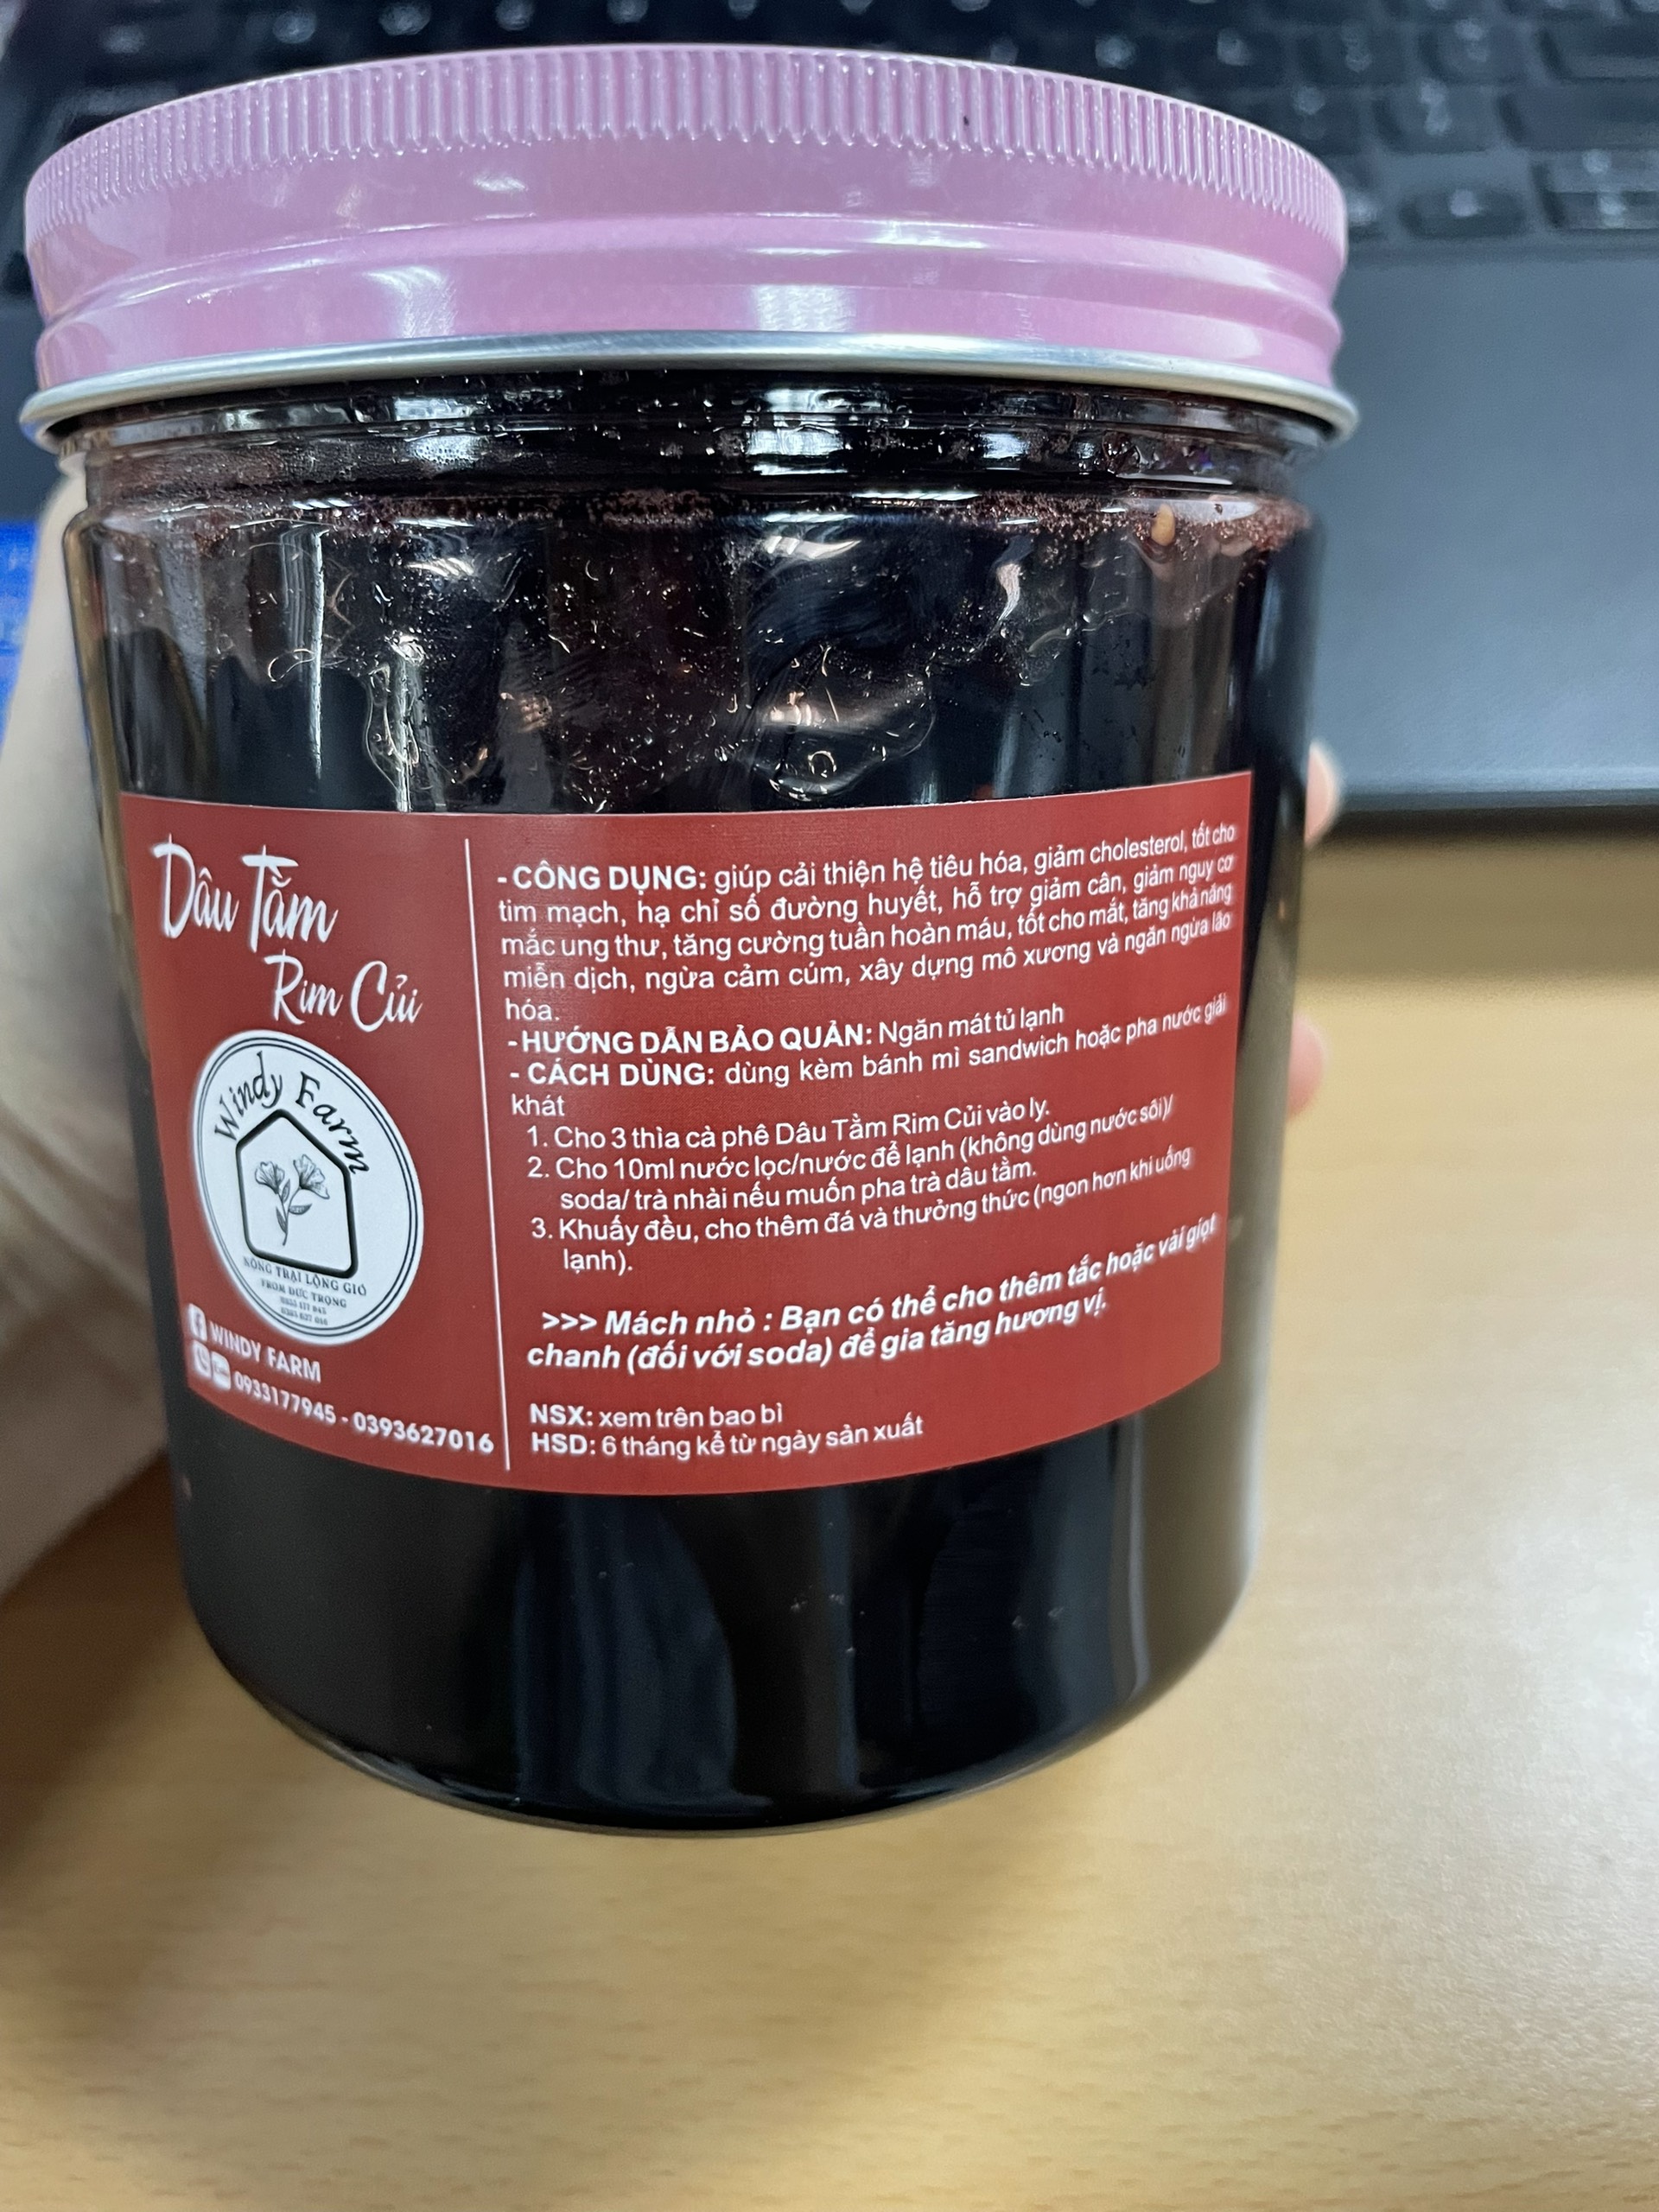 Dâu Tằm
Rim Củi
Windy Farm
NÔNG TRẠI LỘNG GIÓ
FROM ĐỨC TRỌNG
0933 177 945
0393 627 016
WINDY FARM
0933177945 - 0393627016
- CÔNG DỤNG: giúp cải thiện hệ tiêu hóa, giảm cholesterol, tốt cho
tim mạch, hạ chỉ số đường huyết, hỗ trợ giảm cân, giảm nguy cơ
mắc ung thư, tăng cường tuần hoàn máu, tốt cho mắt, tăng khả năng
miễn dịch, ngừa cảm cúm, xây dựng mô xương và ngăn ngừa lão
hóa.
-HƯỚNG DẪN BẢO QUẢN: Ngăn mát tủ lạnh
- CÁCH DÙNG: dùng kèm bánh mì sandwich hoặc pha nước giải
khát
1. Cho 3 thìa cà phê Dâu Tằm Rim Củi vào ly.
2. Cho 10ml nước lọc/nước để lạnh (không dùng nước sôi)/
soda/ trà nhài nếu muốn pha trà dâu tằm.
3. Khuấy đều, cho thêm đá và thưởng thức (ngon hơn khi uống
lạnh).
>>> Mách nhỏ : Bạn có thể cho thêm tắc hoặc vài giọt
chanh (đối với soda) để gia tăng hương vị.
NSX: xem trên bao bì
HSD: 6 tháng kể từ ngày sản xuất